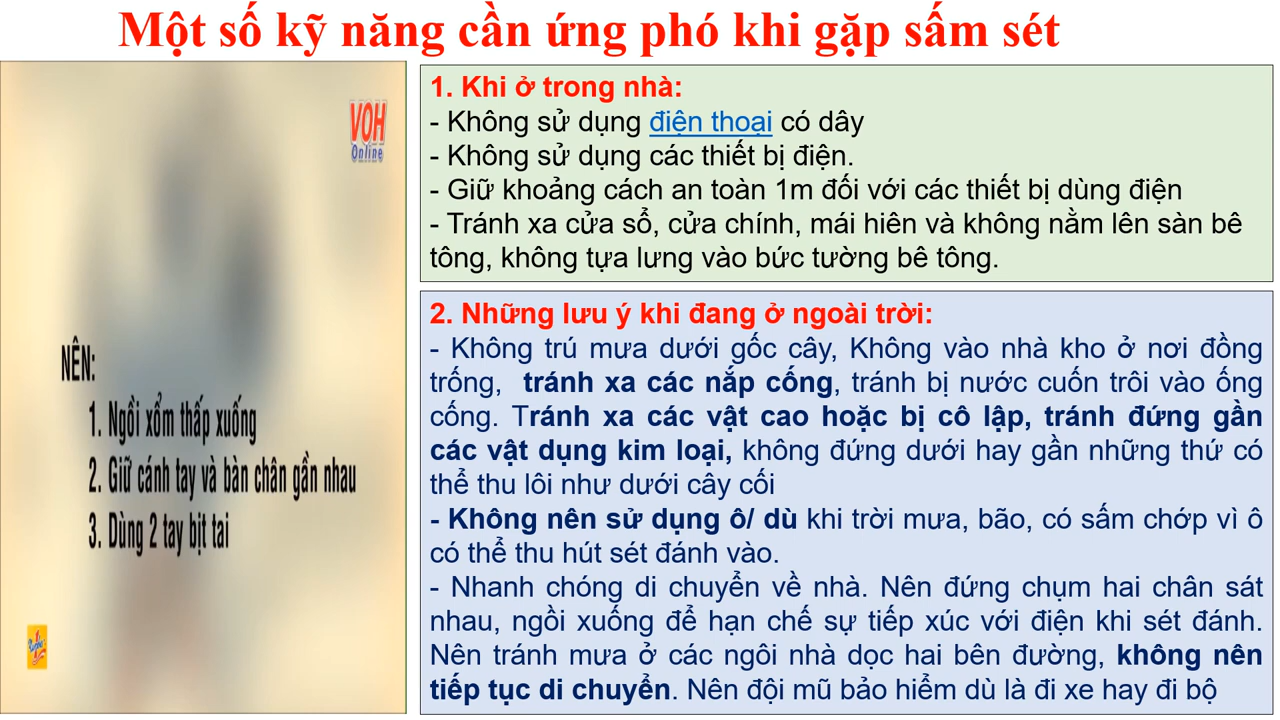 Một số kỹ năng cần ứng phó khi gặp sấm sét
VOH
Online
NÊN:
1. Ngồi xổm thấp xuống
2. Giữ cánh tay và bàn chân gần nhau
3. Dùng 2 tay bịt tai
1. Khi ở trong nhà:
- Không sử dụng điện thoại có dây
- Không sử dụng các thiết bị điện.
- Giữ khoảng cách an toàn 1m đối với các thiết bị dùng điện
- Tránh xa cửa sổ, cửa chính, mái hiên và không nằm lên sàn bê
tông, không tựa lưng vào bức tường bê tông.
2. Những lưu ý khi đang ở ngoài trời:
- Không trú mưa dưới gốc cây, Không vào nhà kho ở nơi đồng
trống, tránh xa các nắp cống, tránh bị nước cuốn trôi vào ống
cống. Tránh xa các vật cao hoặc bị cô lập, tránh đứng gần
các vật dụng kim loại, không đứng dưới hay gần những thứ có
thể thu lôi như dưới cây cối
- Không nên sử dụng ô/ dù khi trời mưa, bão, có sấm chớp vì ô
có thể thu hút sét đánh vào.
- Nhanh chóng di chuyển về nhà. Nên đứng chụm hai chân sát
nhau, ngồi xuống để hạn chế sự tiếp xúc với điện khi sét đánh.
Nên tránh mưa ở các ngôi nhà dọc hai bên đường, không nên
tiếp tục di chuyển. Nên đội mũ bảo hiểm dù là đi xe hay đi bộ